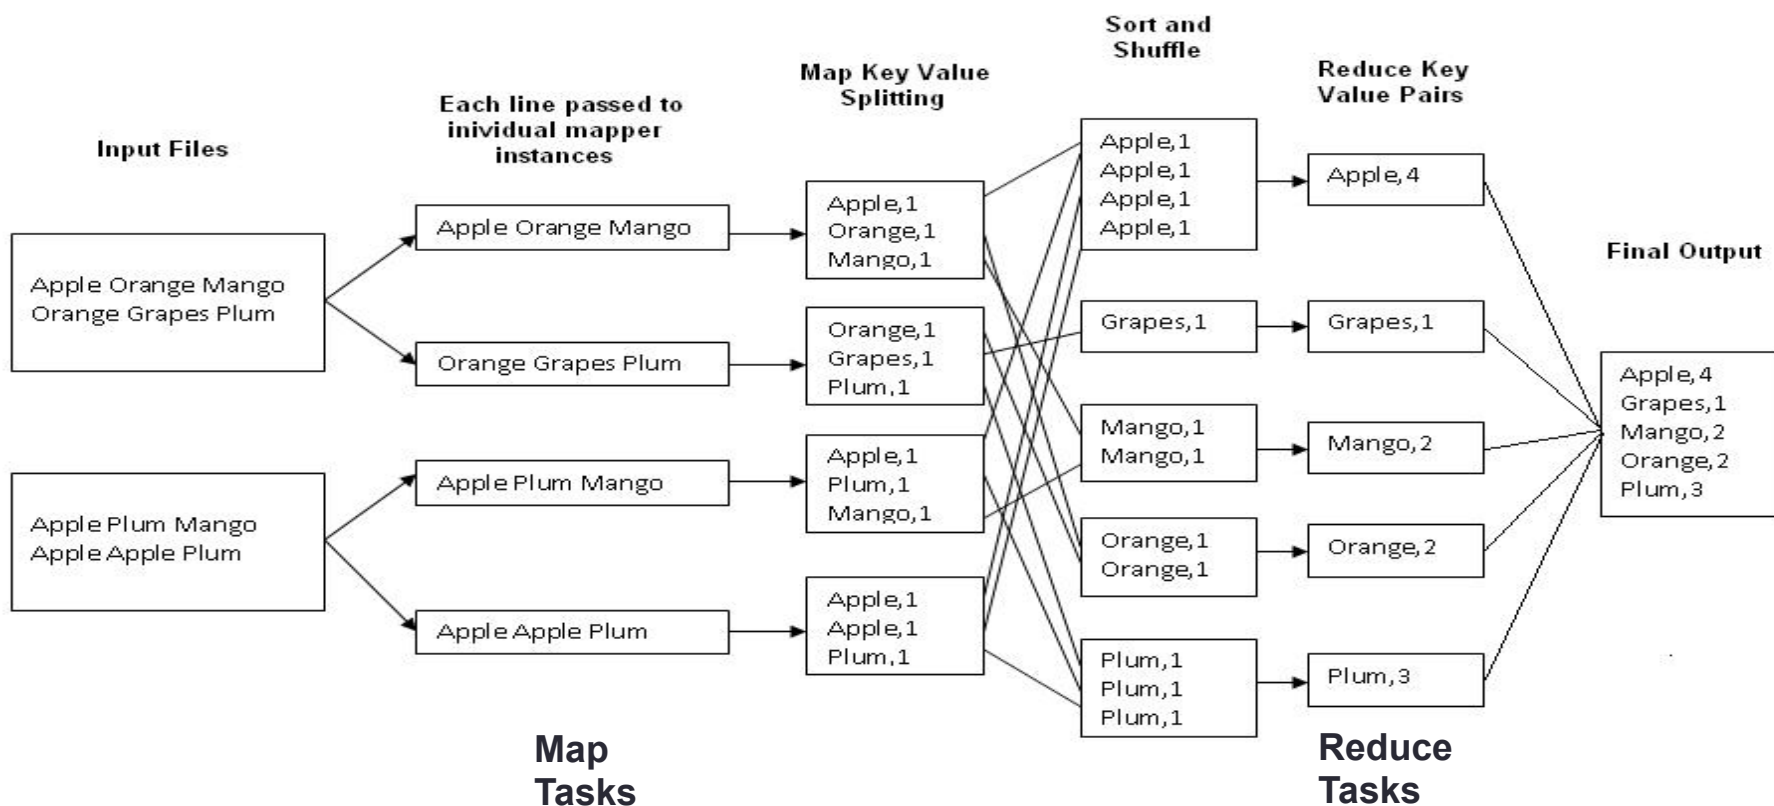 Input Files
Apple Orange Mango
Orange Grapes Plum
Apple Plum Mango
Apple Apple Plum
Each line passed to
inividual mapper
instances
Apple Orange Mango
Orange Grapes Plum
Apple Plum Mango
Apple Apple Plum
Map
Tasks
Map Key Value
Splitting
Apple,1
Orange,1
Mango,1
Orange,1
Grapes,1
Plum,1
Apple,1
Plum,1
Mango,1
Apple,1
Apple,1
Plum,1
Sort and
Shuffle
Apple,1
Apple,1
Apple,1
Apple,1
Grapes,1
Mango,1
Mango,1
Orange,1
Orange,1
Plum,1
Plum,1
Plum,1
Reduce Key
Value Pairs
Apple,4
Grapes,1
Mango,2
Orange,2
Plum,3
Reduce
Tasks
Final Output
Apple,4
Grapes,1
Mango,2
Orange,2
Plum,3